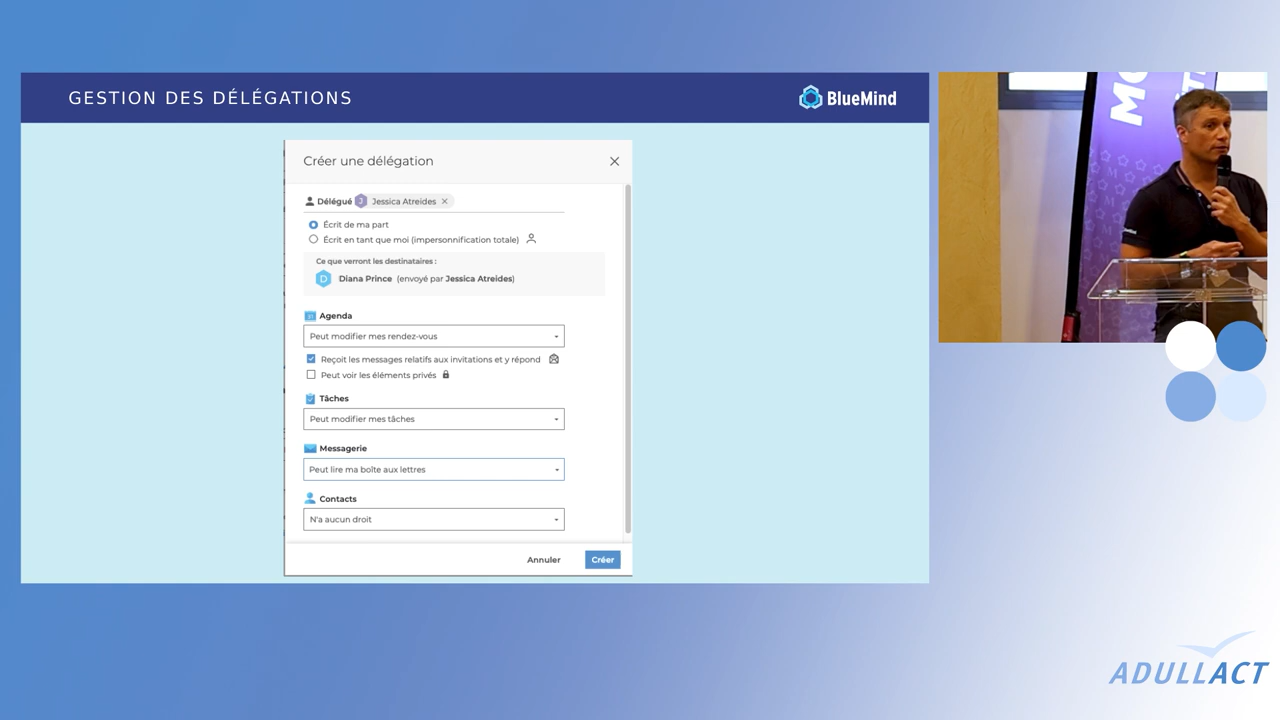 GESTION DES DÉLÉGATIONS
BlueMind
Créer une délégation
Délégué J Jessica Atreides
Écrit de ma part
Écrit en tant que moi (impersonnification totale)
Ce que verront les destinataires :
D Diana Prince (envoyé par Jessica Atreides)
Agenda
Peut modifier mes rendez-vous
Reçoit les messages relatifs aux invitations et y répond
Peut voir les éléments privés
Tâches
Peut modifier mes tâches
Messagerie
Peut lire ma boîte aux lettres
Contacts
N'a aucun droit
Annuler
Créer
ADULLACT